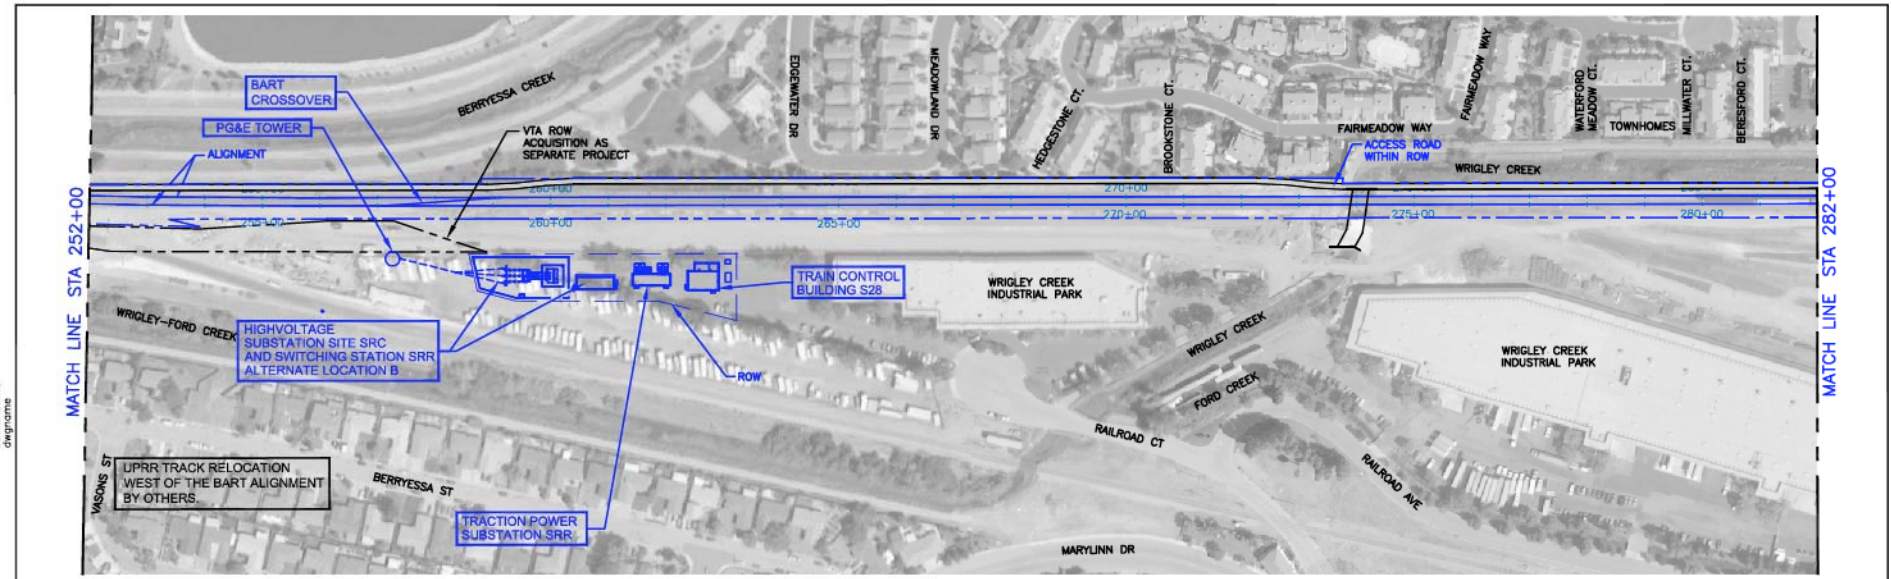 BART
CROSSOVER
PG&E TOWER
ALIGNMENT
BERRYESSA CREEK
VTA ROW
ACQUISITION AS
SEPARATE PROJECT
EDGEWATER DR
MEADOWLAND DR
HEDGESTONE CT.
BROOKSTONE CT.
FAIRMEADOW WAY
FAIRMEADOW WAY
WATERFORD
MEADOW CT.
TOWNHOMES
MILLWATER CT.
BERESFORD CT.
ACCESS ROAD
WITHIN ROW
WRIGLEY CREEK
MATCH LINE STA 252+00
255+00
260+00
270+00
275+00
280+00
255+00
260+00
265+00
270+00
275+00
280+00
MATCH LINE STA 282+00
TRAIN CONTROL
BUILDING S28
WRIGLEY CREEK
INDUSTRIAL PARK
WRIGLEY-FORD CREEK
HIGHVOLTAGE
SUBSTATION SITE SRC
AND SWITCHING STATION SRR
ALTERNATE LOCATION B
ROW
WRIGLEY CREEK
FORD CREEK
WRIGLEY CREEK
INDUSTRIAL PARK
RAILROAD CT
RAILROAD AVE
dwgname
VASONS ST
UPRR TRACK RELOCATION
WEST OF THE BART ALIGNMENT
BY OTHERS.
BERRYESSA ST
TRACTION POWER
SUBSTATION SRR
MARYLINN DR